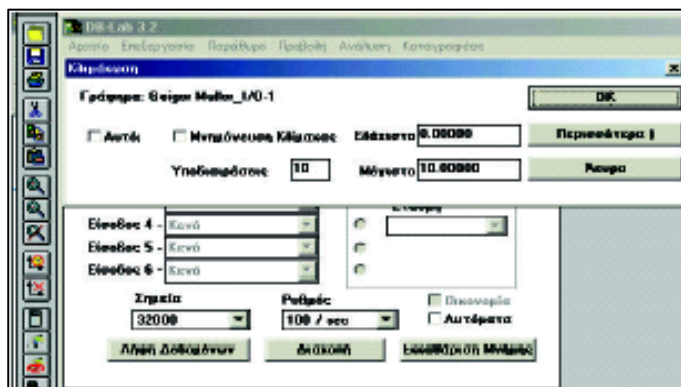 DB-Lab 3.2
Αρχείο Επεξεργασία Παράθυρο Προβολή Ανάλυση Καταγραφέας
Κλιμάκωση
Γράφημα: Geiger Muller_I/O-1
OK
Αυτό. Μνημόνευση Κλίμακας Ελάχιστο 0.00000 Περισσότερα
Υποδιαιρέσεις 10 Μέγιστο 10.00000 Άκυρο
Είσοδος 4 - Κενό
Είσοδος 5 - Κενό
Είσοδος 6 - Κενό
Σημεία Ρυθμός Οικονομία
32000 100 / sec Αυτόματα
Λήψη Δεδομένων Διακοπή Εκκαθάριση Μνήμης